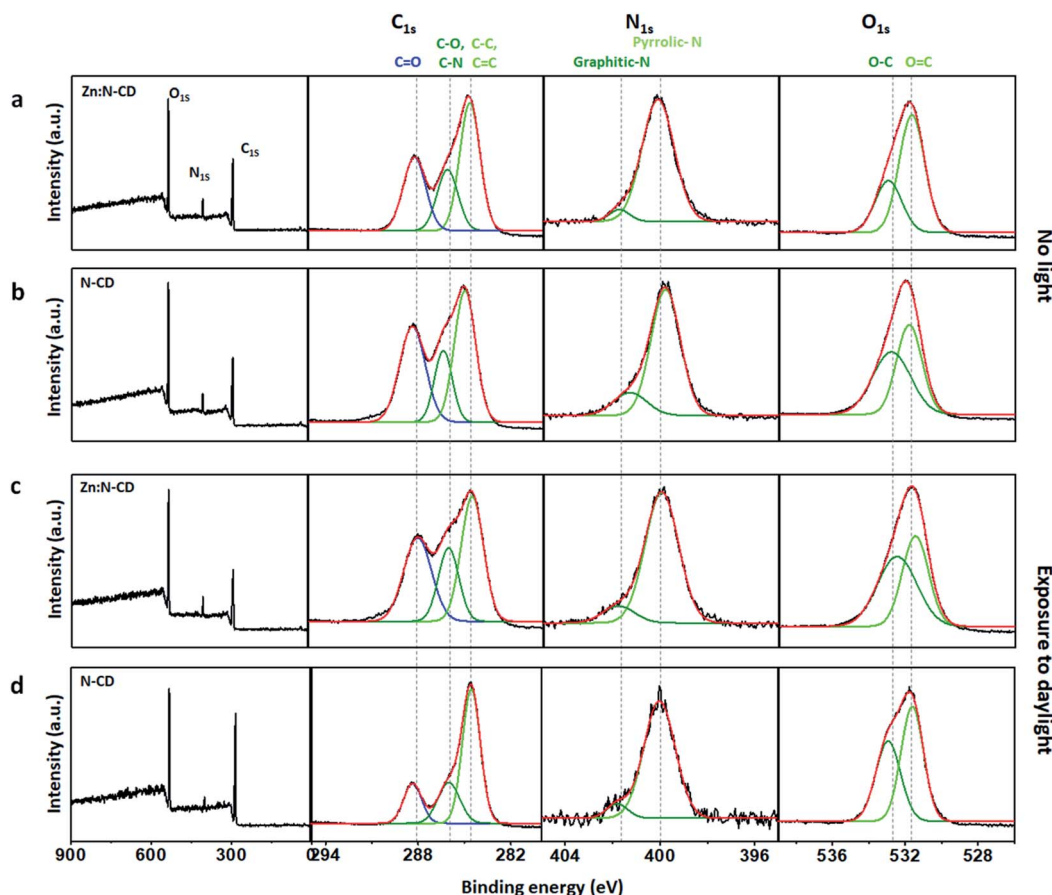 C1s N1s O1s
C-O, C-C, Pyrrolic- N
C=O C-N C=C Graphitic-N O-C O=C
a Zn:N-CD O1S
N1S C1S
Intensity (a.u.)
No light
b N-CD
Intensity (a.u.)
c Zn:N-CD
Intensity (a.u.)
Exposure to daylight
d N-CD
Intensity (a.u.)
900 600 300 0 294 288 282 404 400 396 536 532 528
Binding energy (eV)